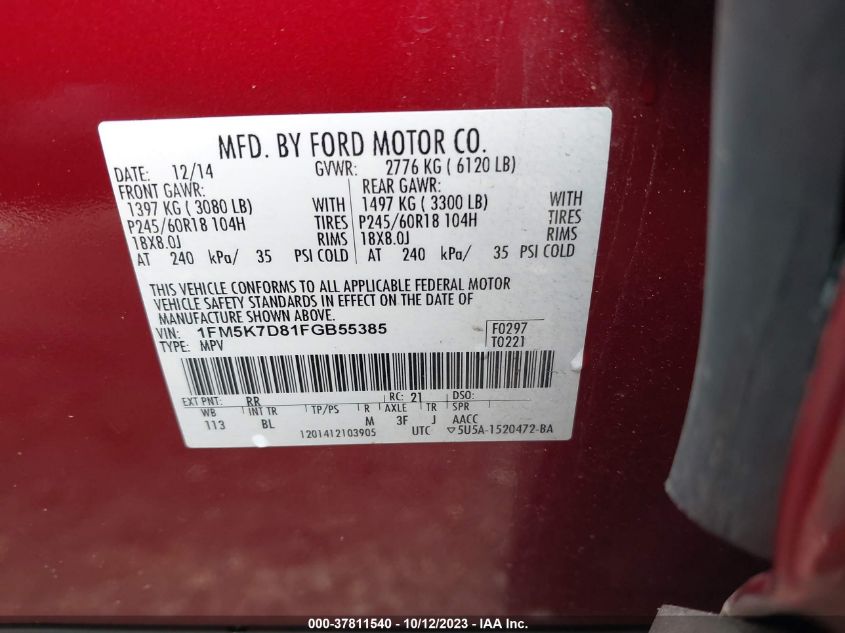 MFD. BY FORD MOTOR CO.
DATE: 12/14 GVWR: 2776 KG ( 6120 LB)
FRONT GAWR: REAR GAWR:
1397 KG ( 3080 LB) WITH 1497 KG ( 3300 LB) WITH
P245/60R18 104H TIRES P245/60R18 104H TIRES
18X8.0J RIMS 18X8.0J RIMS
AT 240 kPa/ 35 PSI COLD AT 240 kPa/ 35 PSI COLD
THIS VEHICLE CONFORMS TO ALL APPLICABLE FEDERAL MOTOR
VEHICLE SAFETY STANDARDS IN EFFECT ON THE DATE OF
MANUFACTURE SHOWN ABOVE.
VIN: 1FM5K7D81FGB55385 F0297
TYPE: MPV T0221
EXT PNT: RR RC: 21 DSO:
WB INT TR TP/PS R AXLE TR SPR
113 BL M 3F J AACC
1201412103905 UTC ▽5U5A-1520472-BA
000-37811540 - 10/12/2023 - IAA Inc.